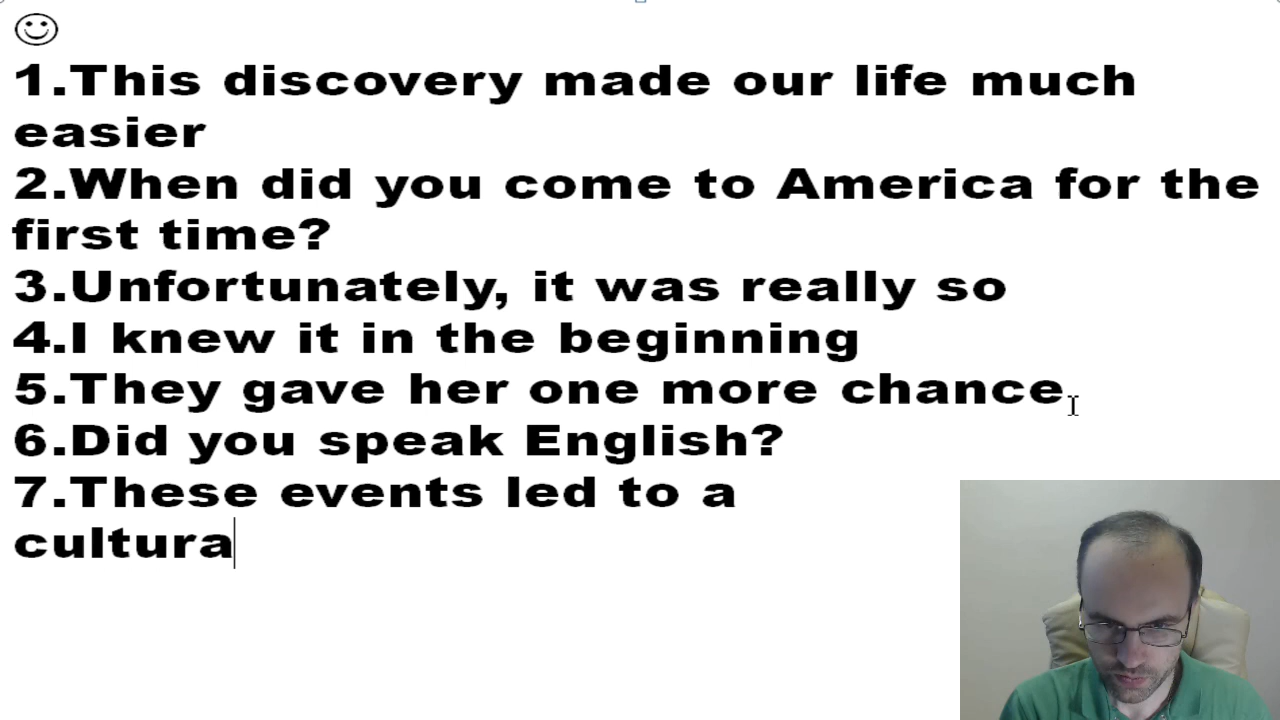 1.This discovery made our life much
easier
2.When did you come to America for the
first time?
3.Unfortunately, it was really so
4.I knew it in the beginning
5.They gave her one more chance
6.Did you speak English?
7.These events led to a
cultura